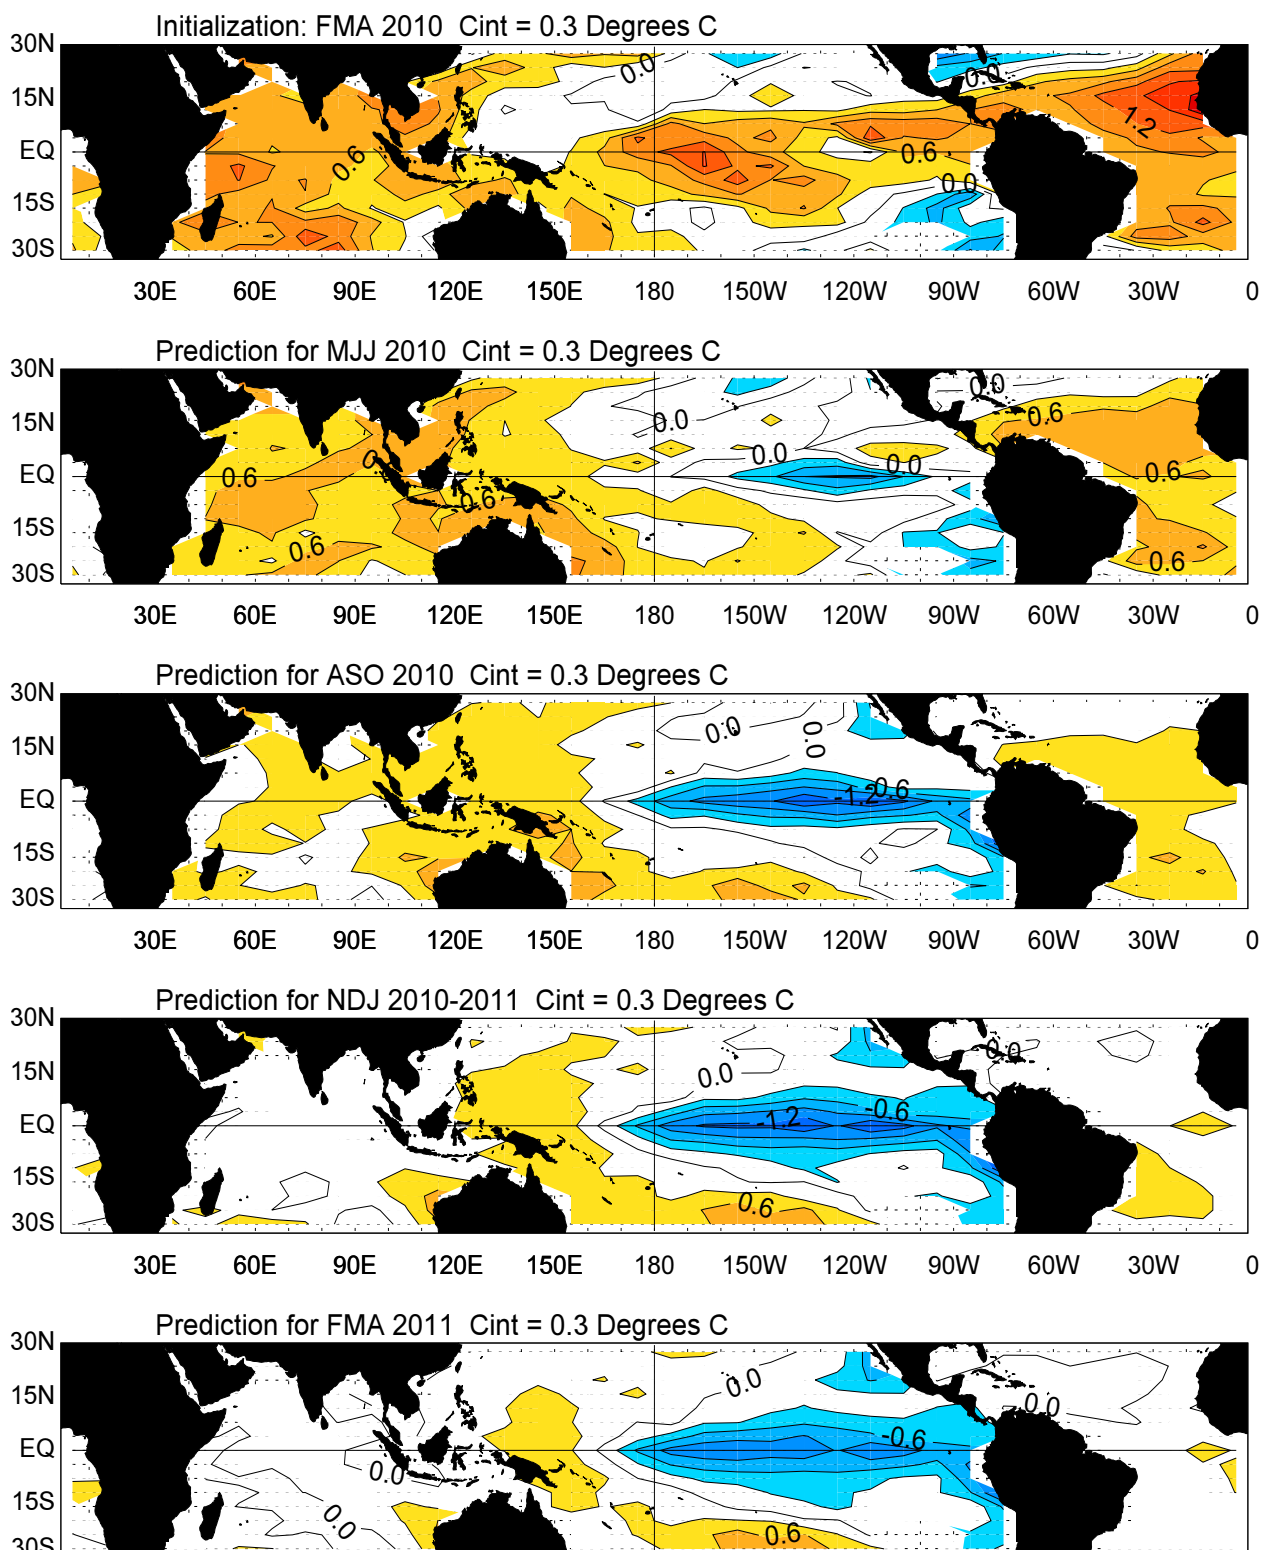 Initialization: FMA 2010  Cint = 0.3 Degrees C
30N
0.0
0.0
15N
1.2
EQ
0.6
0.6
0.0
15S
30S
30E 60E 90E 120E 150E 180 150W 120W 90W 60W 30W 0
Prediction for MJJ 2010  Cint = 0.3 Degrees C
30N
0.0
0.6
15N
0.0
0.0
0.0
EQ
0.6
0.6
0.6
15S
0.6
0.6
30S
30E 60E 90E 120E 150E 180 150W 120W 90W 60W 30W 0
Prediction for ASO 2010  Cint = 0.3 Degrees C
30N
0.0
0.0
15N
EQ
-1.2
-0.6
15S
30S
30E 60E 90E 120E 150E 180 150W 120W 90W 60W 30W 0
Prediction for NDJ 2010-2011  Cint = 0.3 Degrees C
30N
0.0
15N
0.0
-0.6
EQ
-1.2
15S
0.6
30S
30E 60E 90E 120E 150E 180 150W 120W 90W 60W 30W 0
Prediction for FMA 2011  Cint = 0.3 Degrees C
30N
0.0
15N
0.0
-0.6
EQ
0.0
15S
0.0
0.6
30S